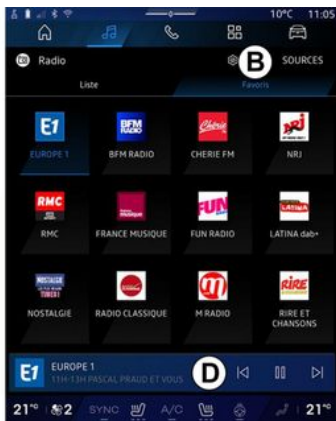 10°C 11:05
Radio B SOURCES
Liste Favoris
E1 BFM RADIO Chérie NRJ
EUROPE 1 BFM RADIO CHERIE FM NRJ
RMC france musique FUN LATINA
RMC FRANCE MUSIQUE FUN RADIO LATINA dab+
NOSTALGIE m RIRE
NOSTALGIE RADIO CLASSIQUE M RADIO RIRE ET
CHANSONS
E1 EUROPE 1 D
11H-13H PASCAL PRAUD ET VOUS
21°° 2 SYNC A/C 21°°